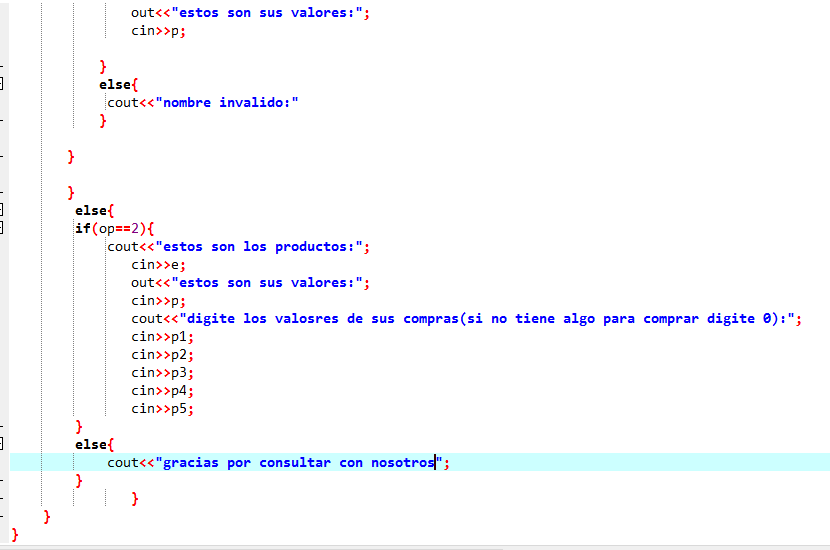 out<<"estos son sus valores:";
cin>>p;
}
else{
cout<<"nombre invalido:"
}
}
}
else{
if(op==2){
cout<<"estos son los productos:";
cin>>e;
out<<"estos son sus valores:";
cin>>p;
cout<<"digite los valosres de sus compras(si no tiene algo para comprar digite 0):";
cin>>p1;
cin>>p2;
cin>>p3;
cin>>p4;
cin>>p5;
}
else{
cout<<"gracias por consultar con nosotros";
}
}
}
}